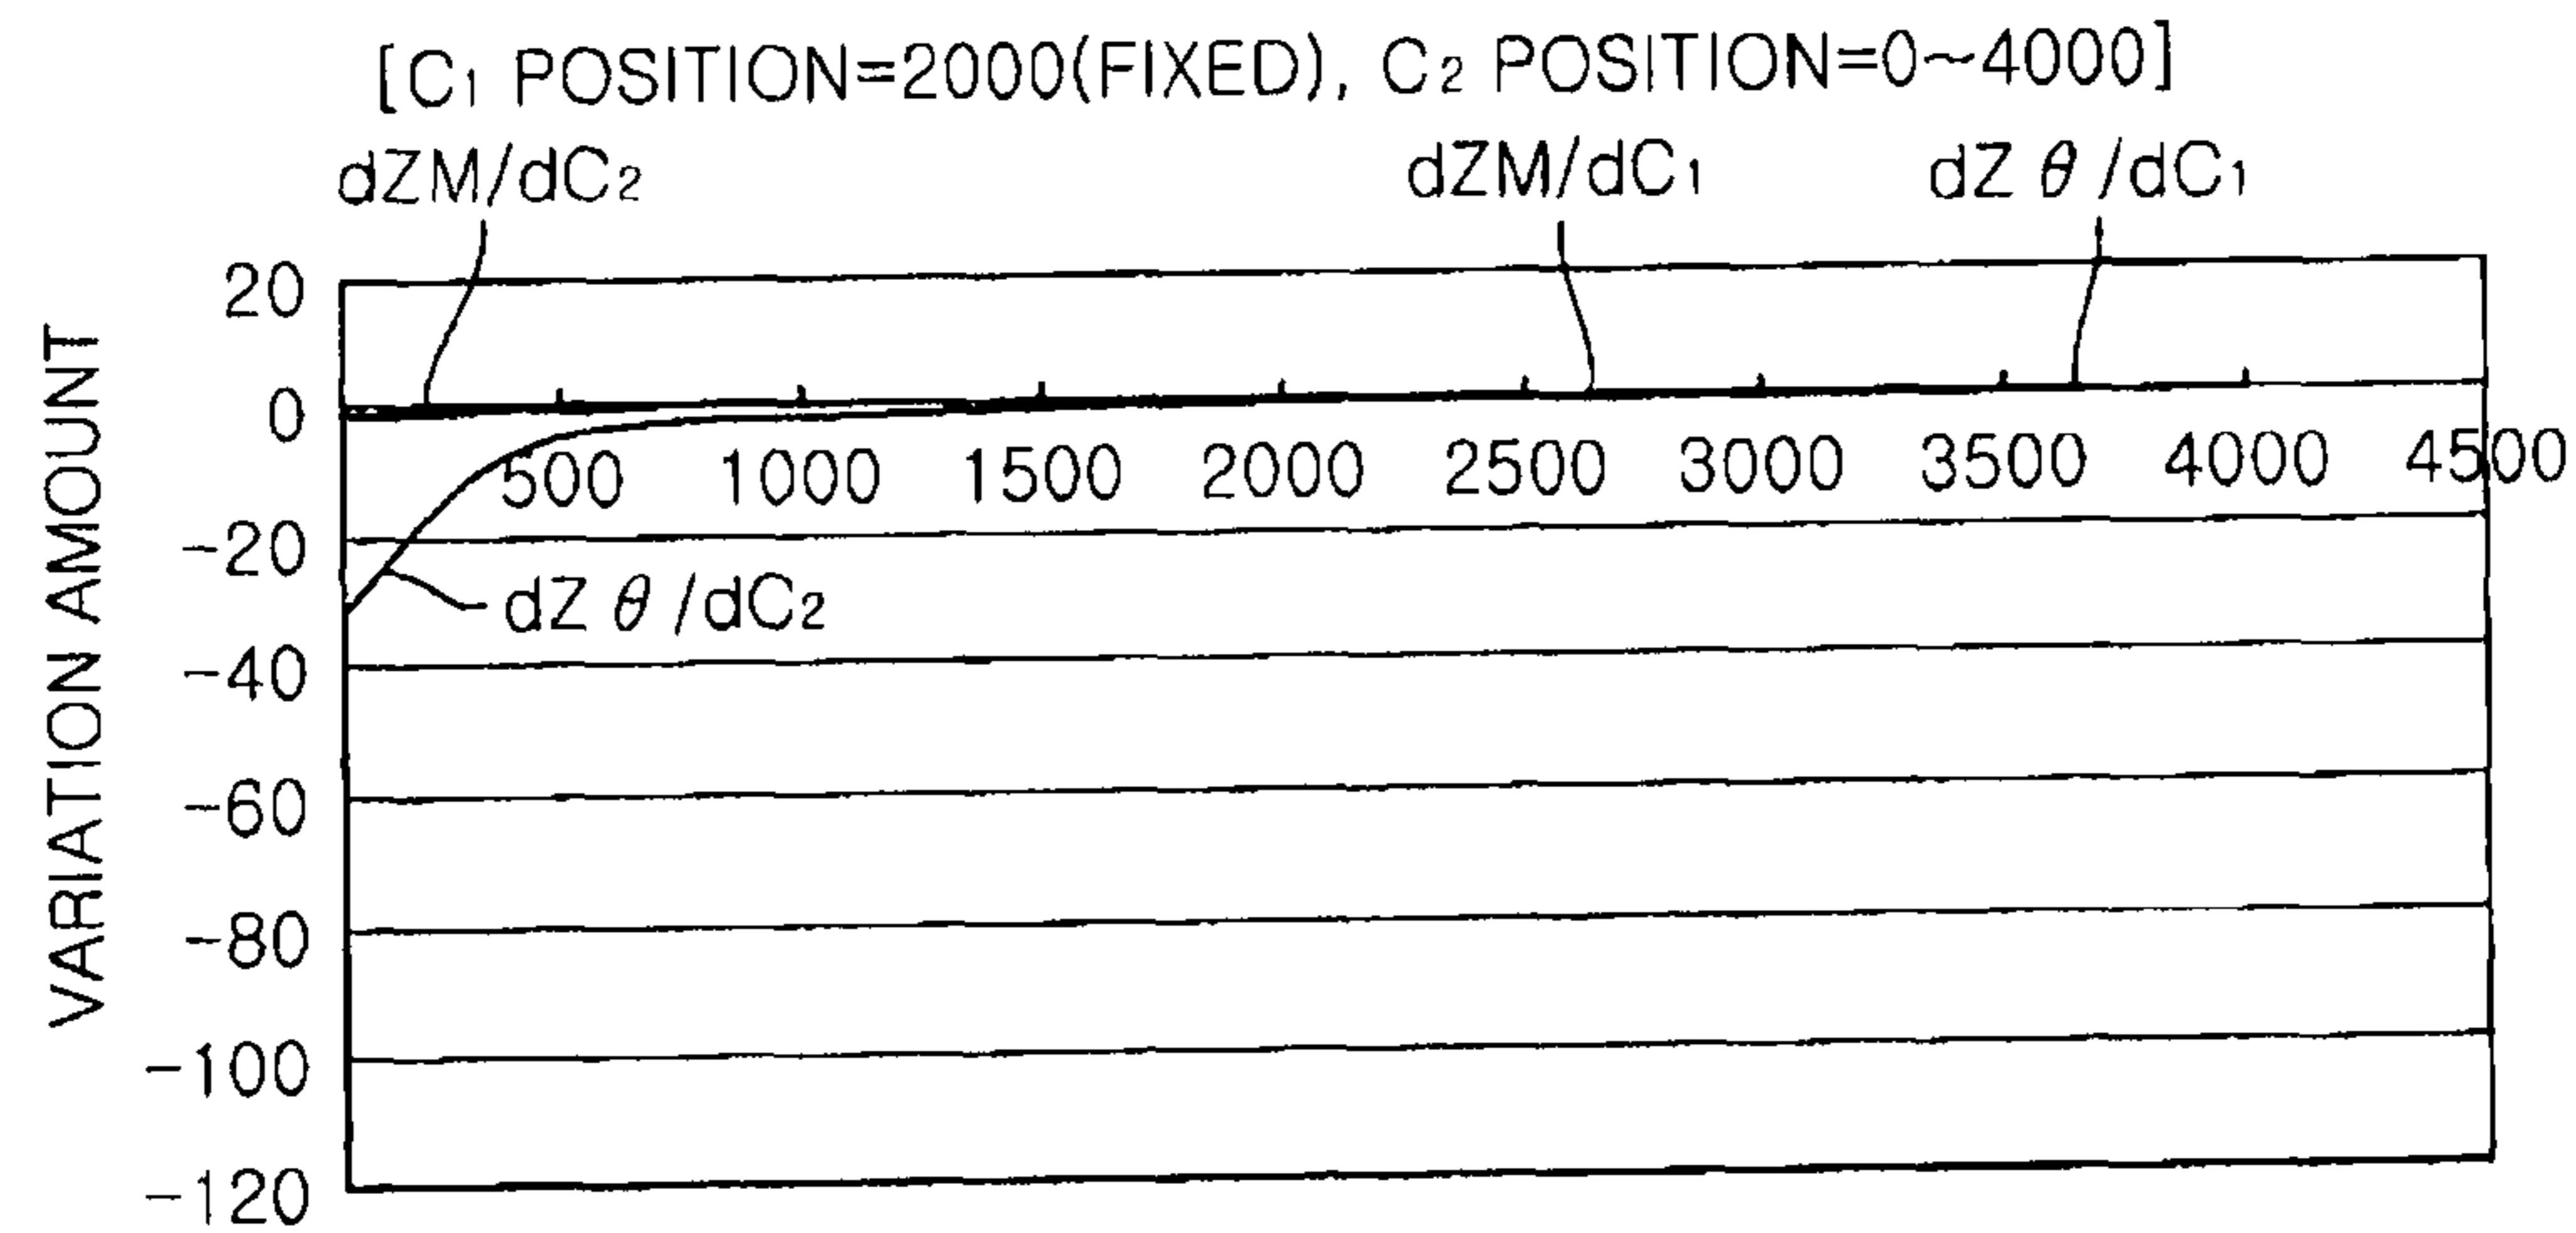 [C₁ POSITION=2000(FIXED), C₂ POSITION=0~4000]
dZM/dC₂ dZM/dC₁ dZ θ /dC₁
VARIATION AMOUNT
20
0
500 1000 1500 2000 2500 3000 3500 4000 4500
-20
dZ θ /dC₂
-40
-60
-80
-100
-120